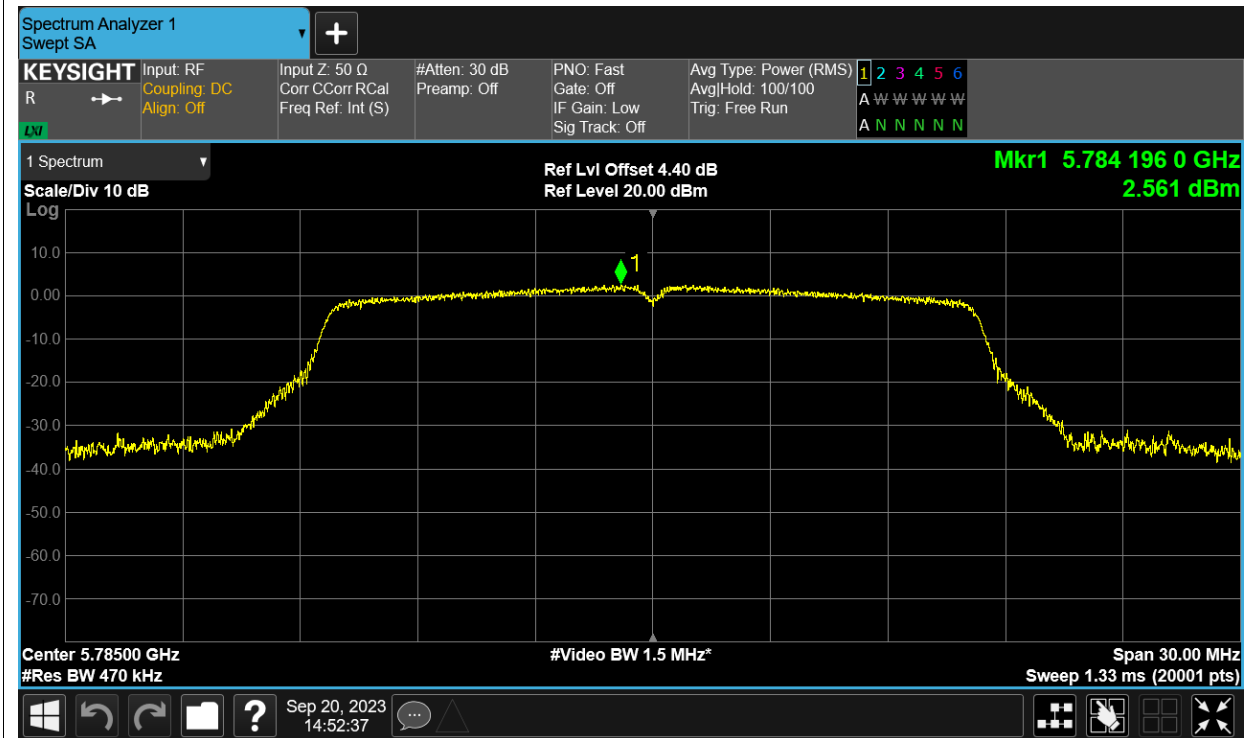 Spectrum Analyzer 1
Swept SA
KEYSIGHT
R
LXI
Input: RF
Coupling: DC
Align: Off
Input Z: 50 Ω
Corr CCorr RCal
Freq Ref: Int (S)
#Atten: 30 dB
Preamp: Off
PNO: Fast
Gate: Off
IF Gain: Low
Sig Track: Off
Avg Type: Power (RMS)
Avg|Hold: 100/100
Trig: Free Run
1 2 3 4 5 6
A W W W W W
A N N N N N
1 Spectrum
Scale/Div 10 dB
Log
Ref Lvl Offset 4.40 dB
Ref Level 20.00 dBm
Mkr1 5.784 196 0 GHz
2.561 dBm
1
10.0
0.00
-10.0
-20.0
-30.0
-40.0
-50.0
-60.0
-70.0
Center 5.78500 GHz
#Res BW 470 kHz
#Video BW 1.5 MHz*
Span 30.00 MHz
Sweep 1.33 ms (20001 pts)
?
Sep 20, 2023
14:52:37